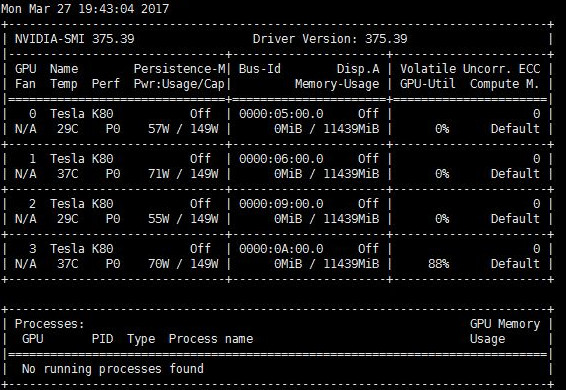 Mon Mar 27 19:43:04 2017
+-----------------------------------------------------------------------------+
| NVIDIA-SMI 375.39                 Driver Version: 375.39                    |
|-------------------------------+----------------------+----------------------+
| GPU  Name        Persistence-M| Bus-Id        Disp.A | Volatile Uncorr. ECC |
| Fan  Temp  Perf  Pwr:Usage/Cap|         Memory-Usage | GPU-Util  Compute M. |
|===============================+======================+======================|
|   0  Tesla K80           Off  | 0000:05:00.0     Off |                    0 |
| N/A   29C    P0    57W / 149W |      0MiB / 11439MiB |      0%      Default |
+-------------------------------+----------------------+----------------------+
|   1  Tesla K80           Off  | 0000:06:00.0     Off |                    0 |
| N/A   37C    P0    71W / 149W |      0MiB / 11439MiB |      0%      Default |
+-------------------------------+----------------------+----------------------+
|   2  Tesla K80           Off  | 0000:09:00.0     Off |                    0 |
| N/A   29C    P0    55W / 149W |      0MiB / 11439MiB |      0%      Default |
+-------------------------------+----------------------+----------------------+
|   3  Tesla K80           Off  | 0000:0A:00.0     Off |                    0 |
| N/A   37C    P0    70W / 149W |      0MiB / 11439MiB |     88%      Default |
+-------------------------------+----------------------+----------------------+

+-----------------------------------------------------------------------------+
| Processes:                                                       GPU Memory |
|  GPU       PID  Type  Process name                               Usage      |
|=============================================================================|
|  No running processes found                                                 |
+-----------------------------------------------------------------------------+